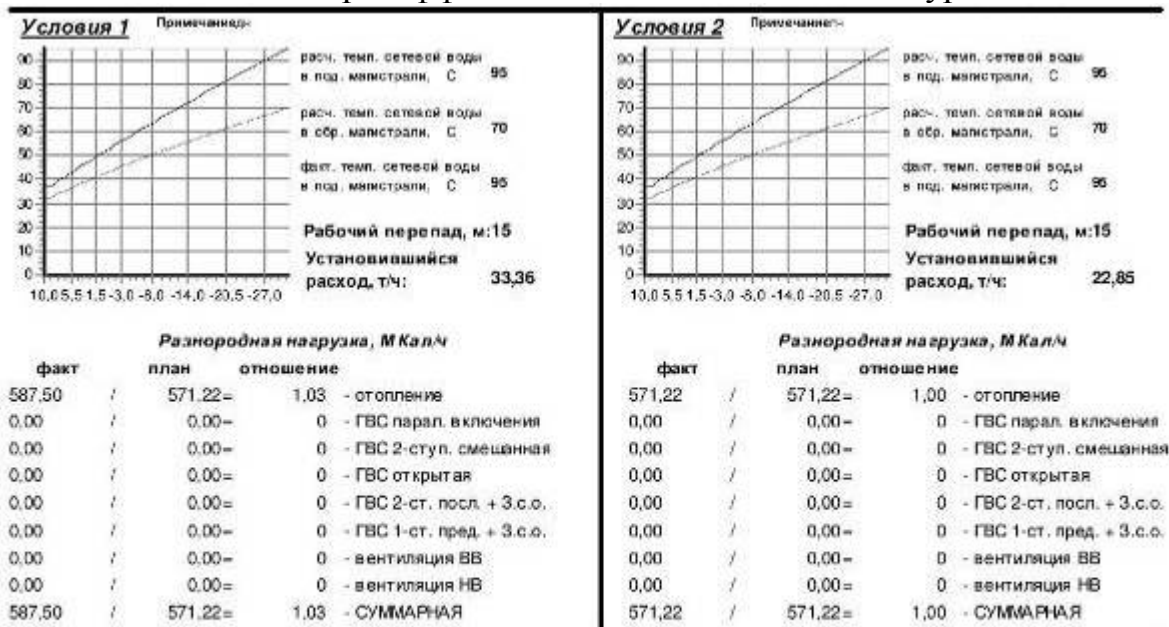 Условия 1
расч. темп. сетевой воды
в под. магистрали, С 95
90
80
70
60
50
40
30
20
10
0
расч. темп. сетевой воды
в обр. магистрали, С 70
факт. темп. сетевой воды
в под. магистрали, С 95
Рабочий перепад, м:15
Установившийся
расход, т/ч: 33,36
10,0 5,5 1,5 -3,0 -8,0 -14,0 -20,5 -27,0
Разнородная нагрузка, МКал/ч
факт план отношение
587,50 / 571,22= 1,03 - отопление
0,00 / 0,00= 0 - ГВС парал. включения
0,00 / 0,00= 0 - ГВС 2-ступ. смешанная
0,00 / 0,00= 0 - ГВС открытая
0,00 / 0,00= 0 - ГВС 2-ст. посл. + З.с.о.
0,00 / 0,00= 0 - ГВС 1-ст. пред. + З.с.о.
0,00 / 0,00= 0 - вентиляция ВВ
0,00 / 0,00= 0 - вентиляция НВ
587,50 / 571,22= 1,03 - СУММАРНАЯ
Условия 2
расч. темп. сетевой воды
в под. магистрали, С 95
90
80
70
60
50
40
30
20
10
0
расч. темп. сетевой воды
в обр. магистрали, С 70
факт. темп. сетевой воды
в под. магистрали, С 95
Рабочий перепад, м:15
Установившийся
расход, т/ч: 22,85
10,0 5,5 1,5 -3,0 -8,0 -14,0 -20,5 -27,0
Разнородная нагрузка, МКал/ч
факт план отношение
571,22 / 571,22= 1,00 - отопление
0,00 / 0,00= 0 - ГВС парал. включения
0,00 / 0,00= 0 - ГВС 2-ступ. смешанная
0,00 / 0,00= 0 - ГВС открытая
0,00 / 0,00= 0 - ГВС 2-ст. посл. + З.с.о.
0,00 / 0,00= 0 - ГВС 1-ст. пред. + З.с.о.
0,00 / 0,00= 0 - вентиляция ВВ
0,00 / 0,00= 0 - вентиляция НВ
571,22 / 571,22= 1,00 - СУММАРНАЯ